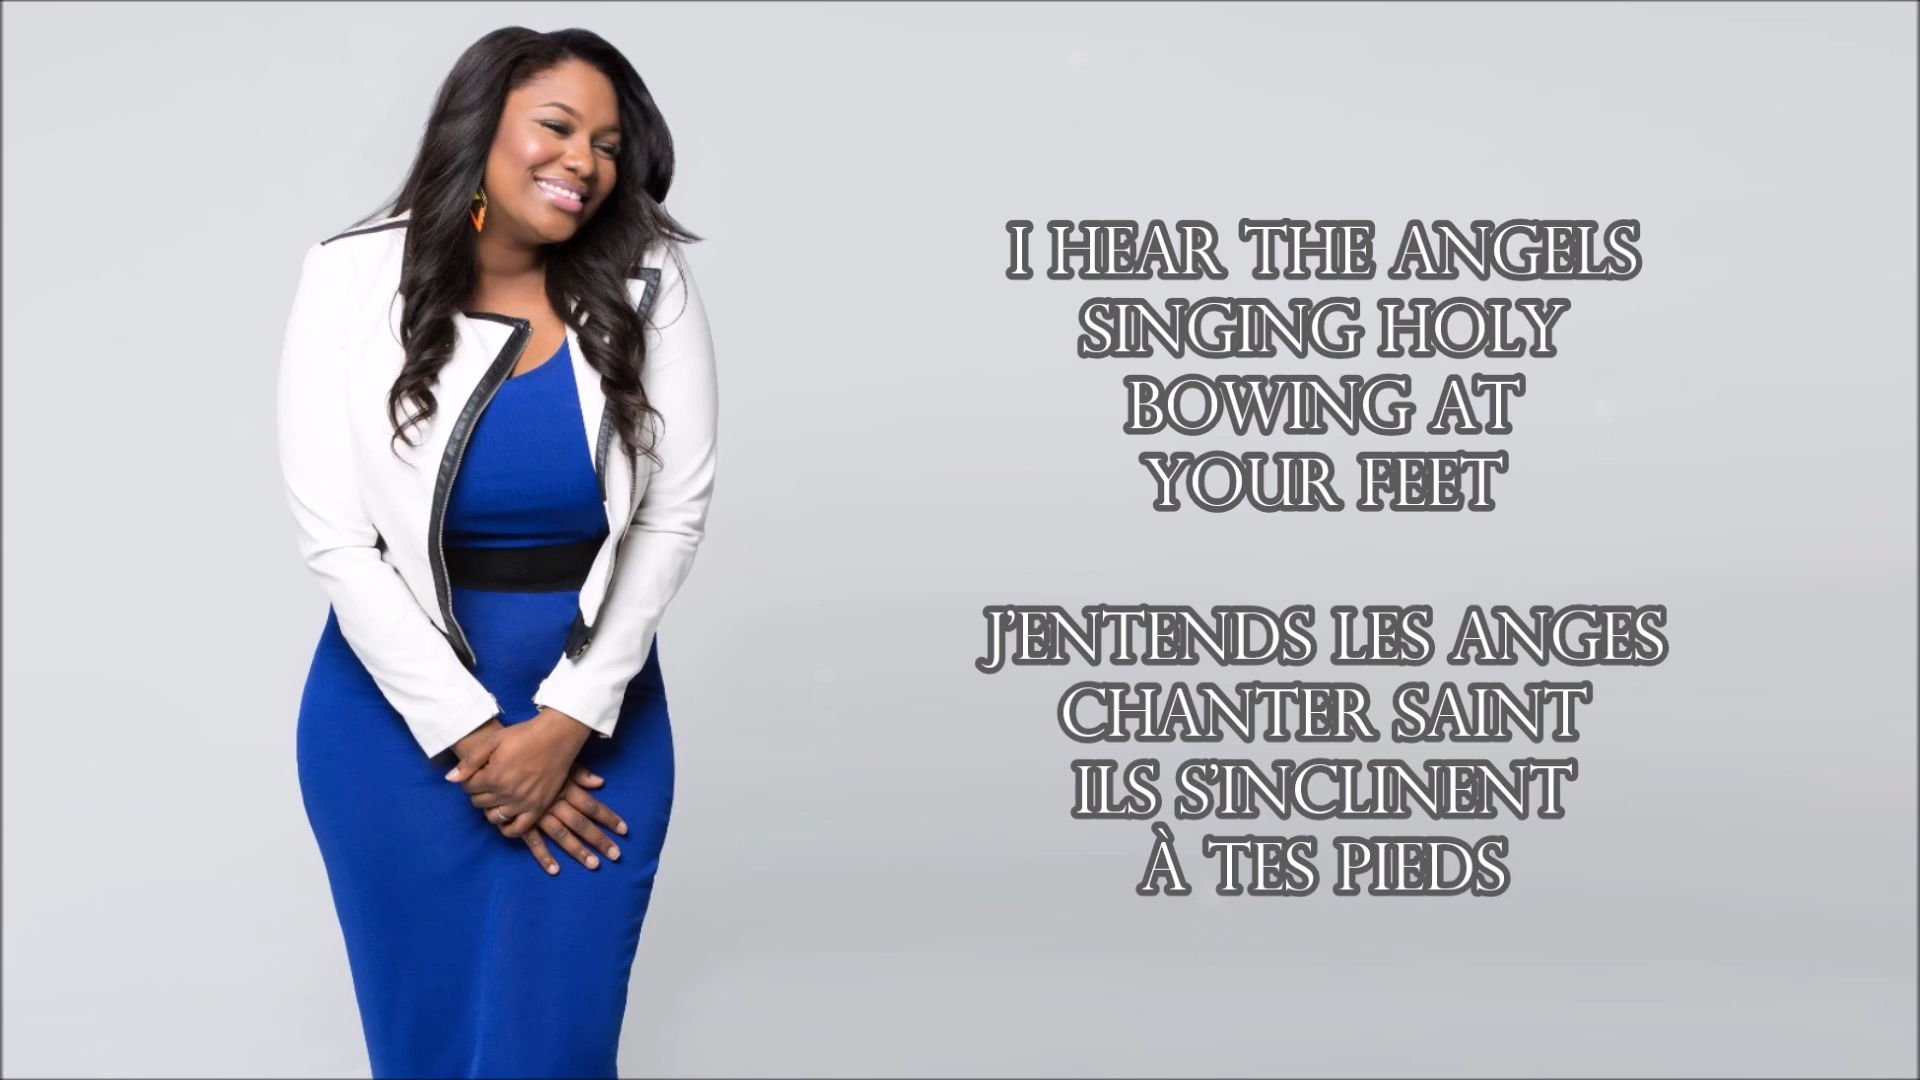 I HEAR THE ANGELS
SINGING HOLY
BOWING AT
YOUR FEET
J'ENTENDS LES ANGES
CHANTER SAINT
ILS S'INCLINENT
À TES PIEDS